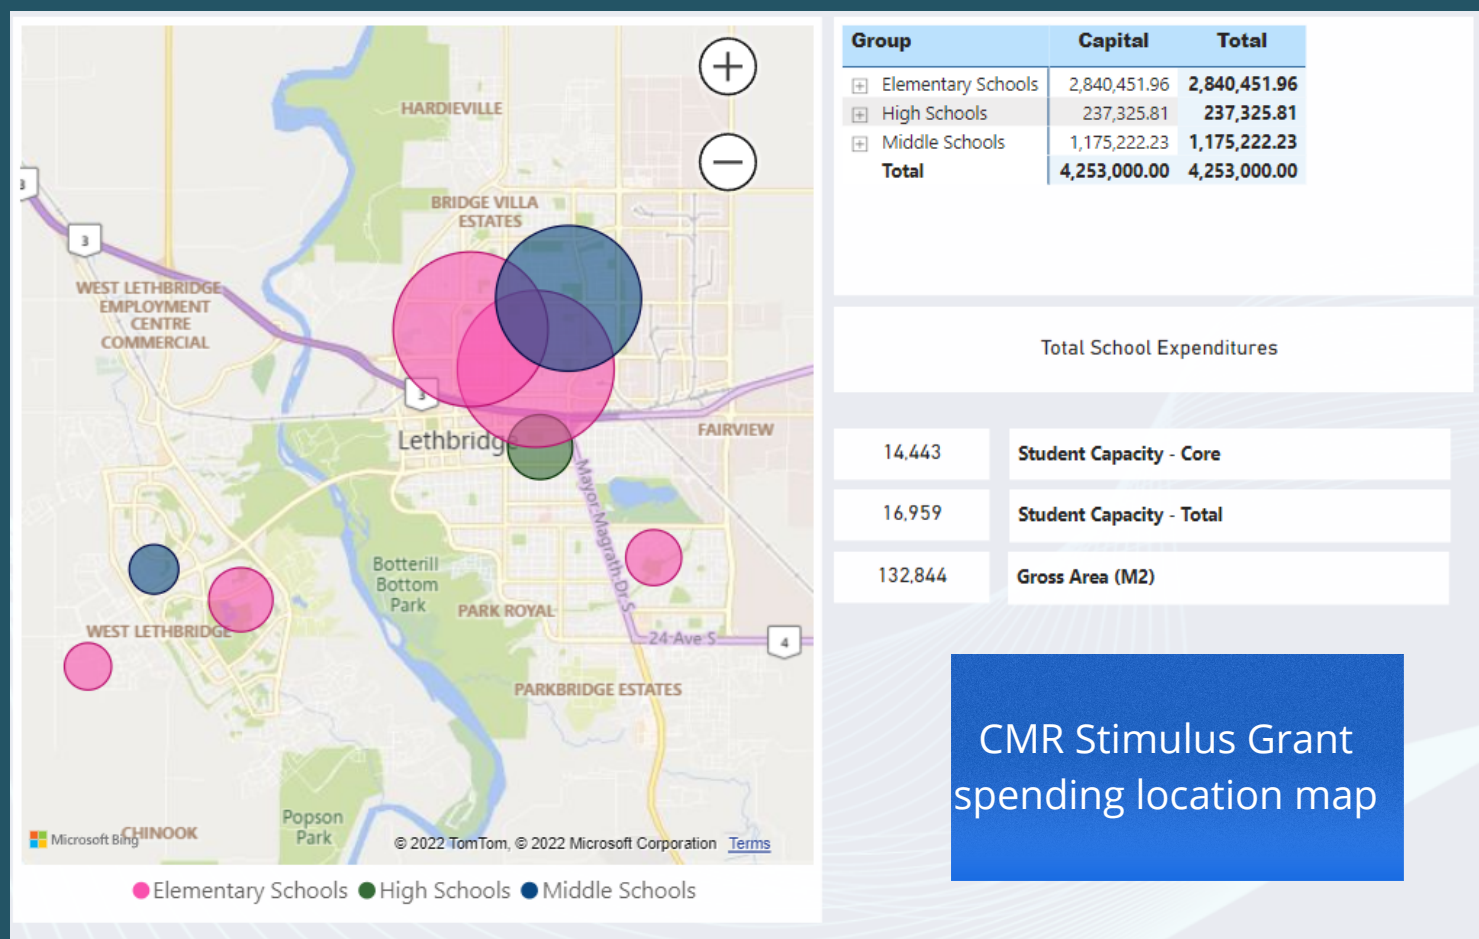 HARDIEVILLE
BRIDGE VILLA
ESTATES
3
3
WEST LETHBRIDGE
EMPLOYMENT
CENTRE
COMMERCIAL
3
Lethbridge
FAIRVIEW
Mayor Magrath Dr S
Botterill
Bottom
Park
PARK ROYAL
WEST LETHBRIDGE
24 Ave S
4
PARKBRIDGE ESTATES
Popson
Park
CHINOOK
Microsoft Bing
© 2022 TomTom, © 2022 Microsoft Corporation Terms
Elementary Schools High Schools Middle Schools
Group Capital Total
Elementary Schools 2,840,451.96 2,840,451.96
High Schools 237,325.81 237,325.81
Middle Schools 1,175,222.23 1,175,222.23
Total 4,253,000.00 4,253,000.00
Total School Expenditures
14,443 Student Capacity - Core
16,959 Student Capacity - Total
132,844 Gross Area (M2)
CMR Stimulus Grant
spending location map